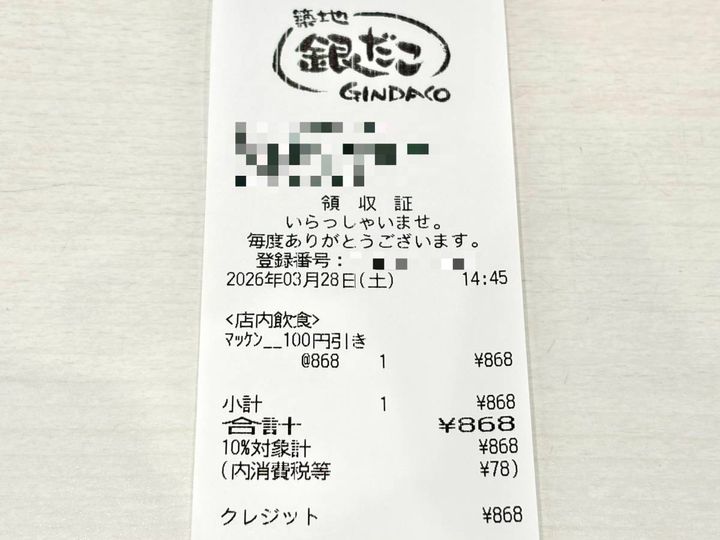 築地
銀だこ
GINDACO
領 収 証
いらっしゃいませ。
毎度ありがとうございます。
登録番号：
2026年03月28日(土) 14:45
<店内飲食>
ﾏｯｹﾝ__100円引き
@868 1 ¥868
小計 1 ¥868
合計 ¥868
10%対象計 ¥868
(内消費税等 ¥78)
クレジット ¥868